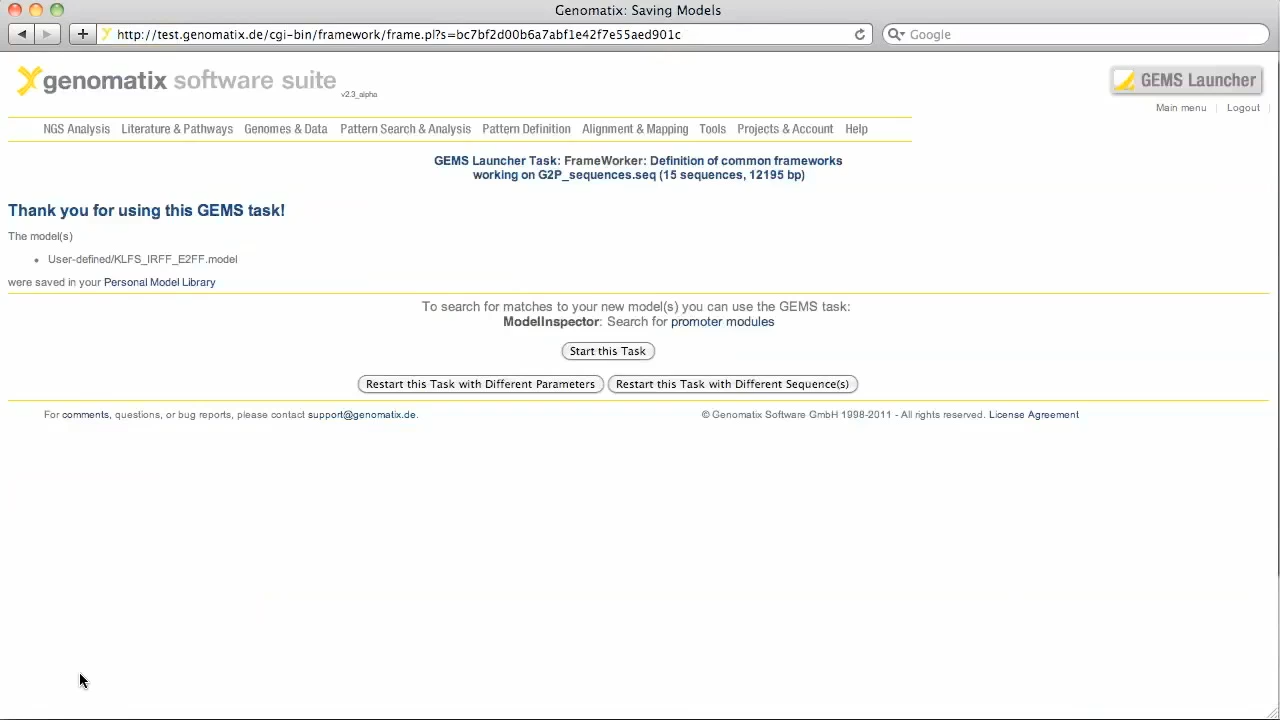 Genomatix: Saving Models
http://test.genomatix.de/cgi-bin/framework/frame.pl?s=bc7bf2d00b6a7abf1e42f7e55aed901c
Google
genomatix software suite v2.3_alpha
GEMS Launcher
Main menu | Logout |
NGS Analysis Literature & Pathways Genomes & Data Pattern Search & Analysis Pattern Definition Alignment & Mapping Tools Projects & Account Help
GEMS Launcher Task: FrameWorker: Definition of common frameworks
working on G2P_sequences.seq (15 sequences, 12195 bp)
Thank you for using this GEMS task!
The model(s)
• User-defined/KLFS_IRFF_E2FF.model
were saved in your Personal Model Library
To search for matches to your new model(s) you can use the GEMS task:
ModelInspector: Search for promoter modules
Start this Task
Restart this Task with Different Parameters Restart this Task with Different Sequence(s)
For comments, questions, or bug reports, please contact support@genomatix.de. © Genomatix Software GmbH 1998-2011 - All rights reserved. License Agreement